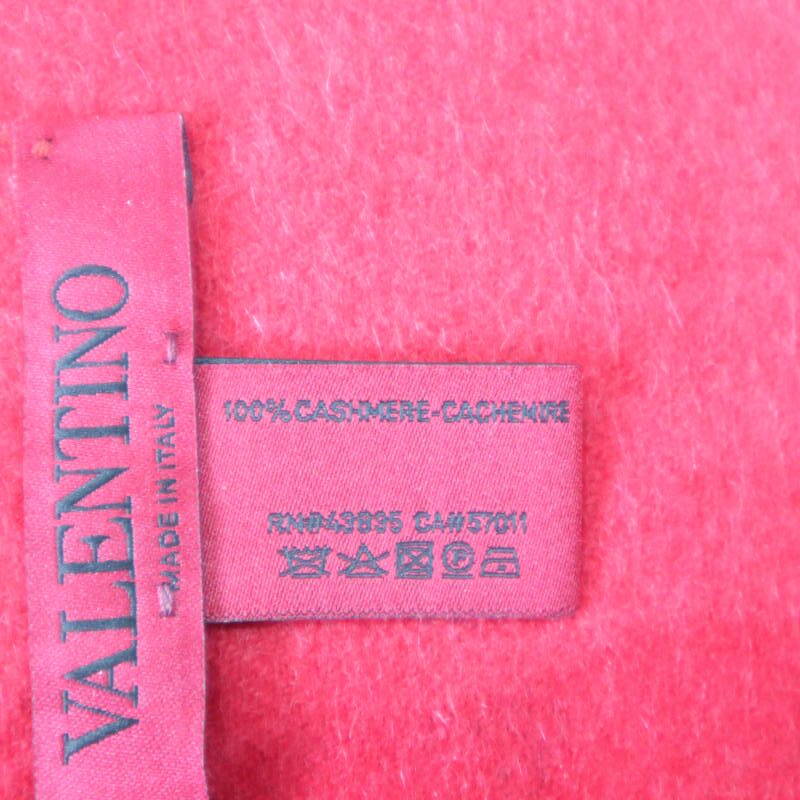 VALENTINO
MADE IN ITALY
100% CASHMERE-CACHEMIRE
RN#43895 CA#57011